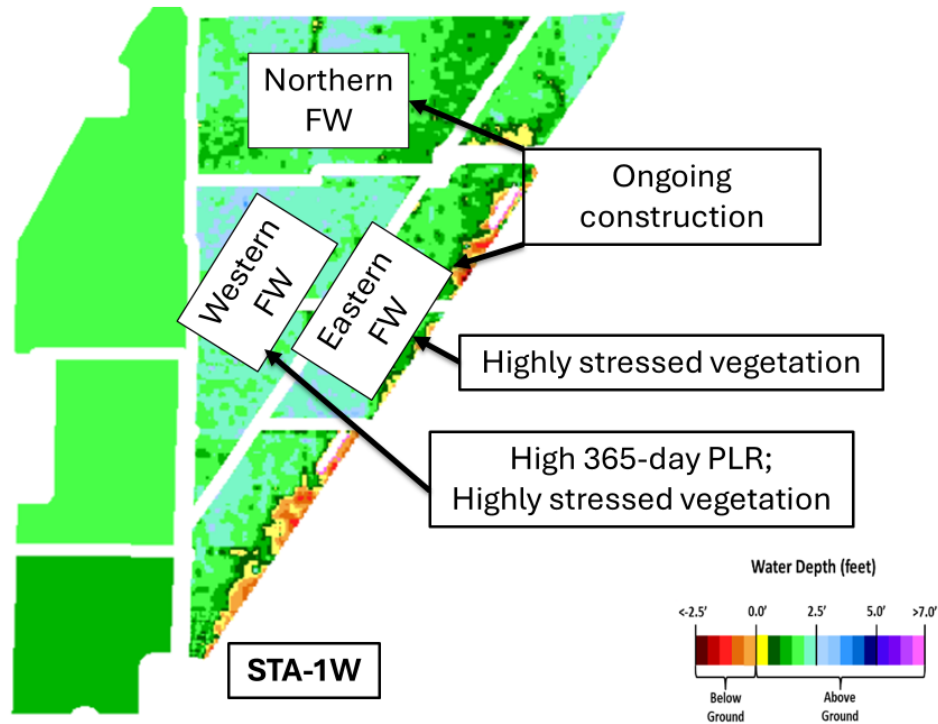 Northern
FW
Ongoing
construction
Western
FW
Eastern
FW
Highly stressed vegetation
High 365-day PLR;
Highly stressed vegetation
STA-1W
Water Depth (feet)
<-2.5' 0.0' 2.5' 5.0' >7.0'
Below
Ground
Above
Ground